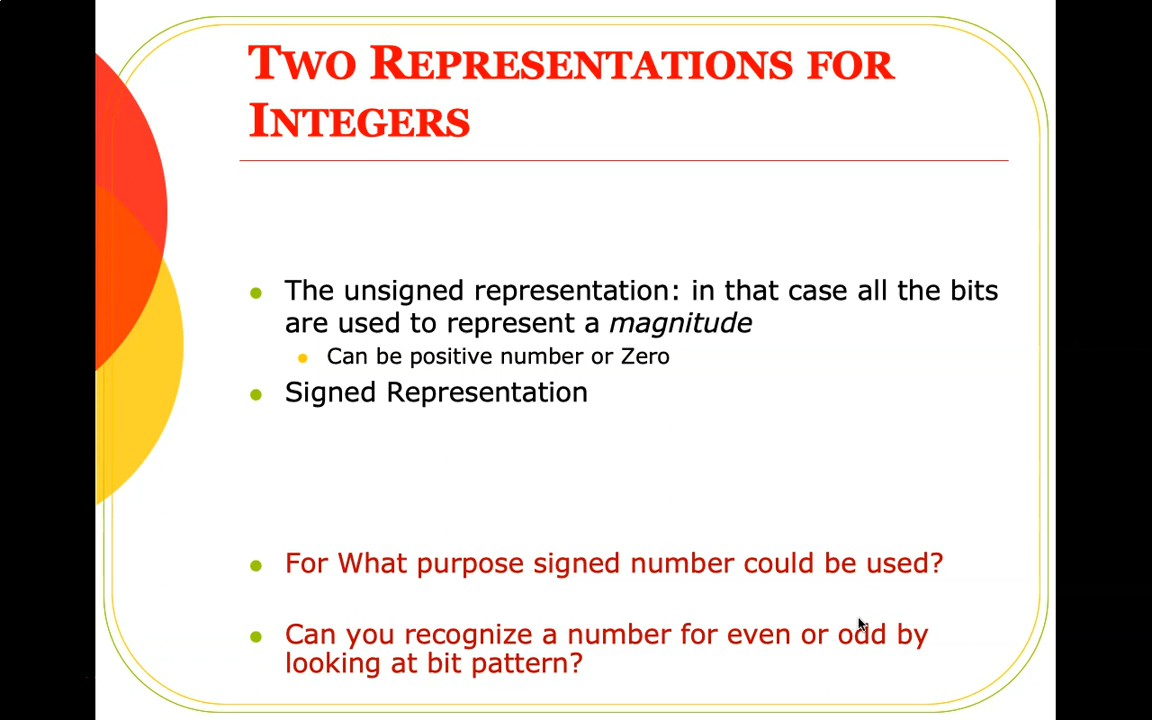 Two Representations for
Integers
The unsigned representation: in that case all the bits
are used to represent a magnitude
Can be positive number or Zero
Signed Representation
For What purpose signed number could be used?
Can you recognize a number for even or odd by
looking at bit pattern?